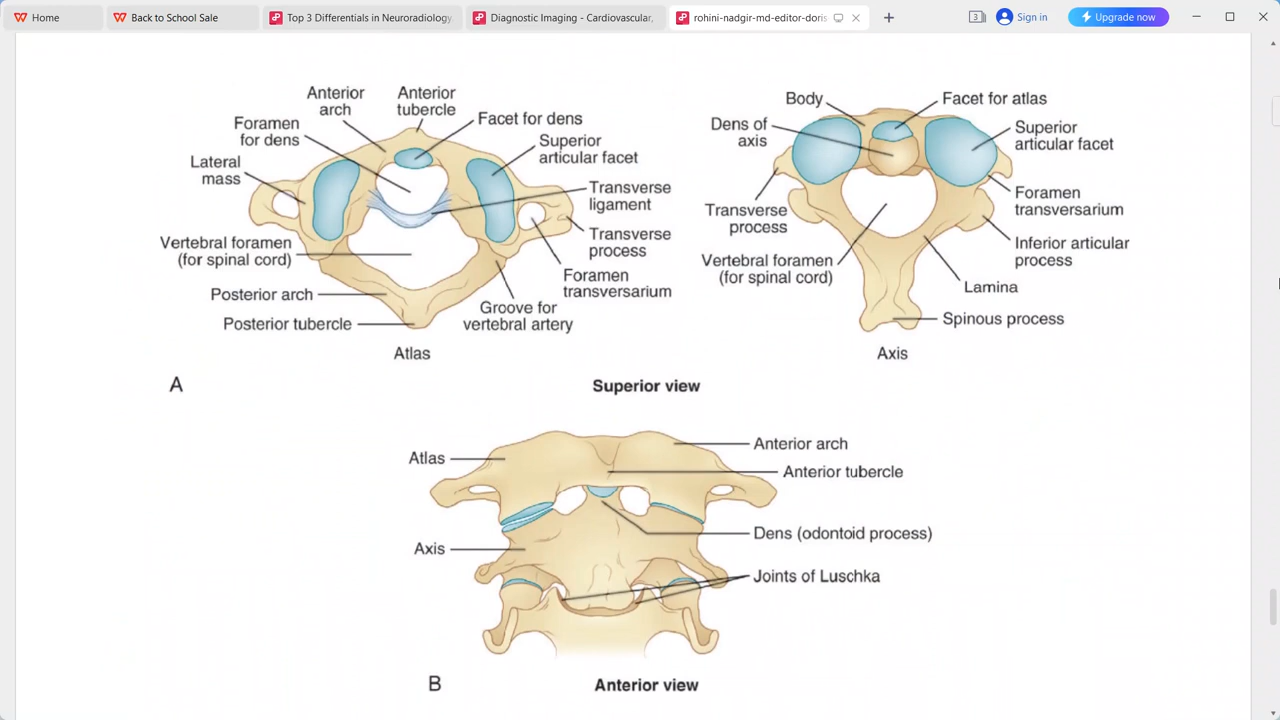 Home
Back to School Sale
Top 3 Differentials in Neuroradiology
Diagnostic Imaging - Cardiovascular,
rohini-nadgir-md-editor-doris
3
Sign in
Upgrade now
Anterior
arch
Anterior
tubercle
Foramen
for dens
Facet for dens
Superior
articular facet
Lateral
mass
Transverse
ligament
Vertebral foramen
(for spinal cord)
Transverse
process
Foramen
transversarium
Posterior arch
Groove for
vertebral artery
Posterior tubercle
Atlas
Body
Facet for atlas
Dens of
axis
Superior
articular facet
Foramen
transversarium
Transverse
process
Inferior articular
process
Vertebral foramen
(for spinal cord)
Lamina
Spinous process
Axis
A
Superior view
Atlas
Anterior arch
Anterior tubercle
Dens (odontoid process)
Axis
Joints of Luschka
B
Anterior view